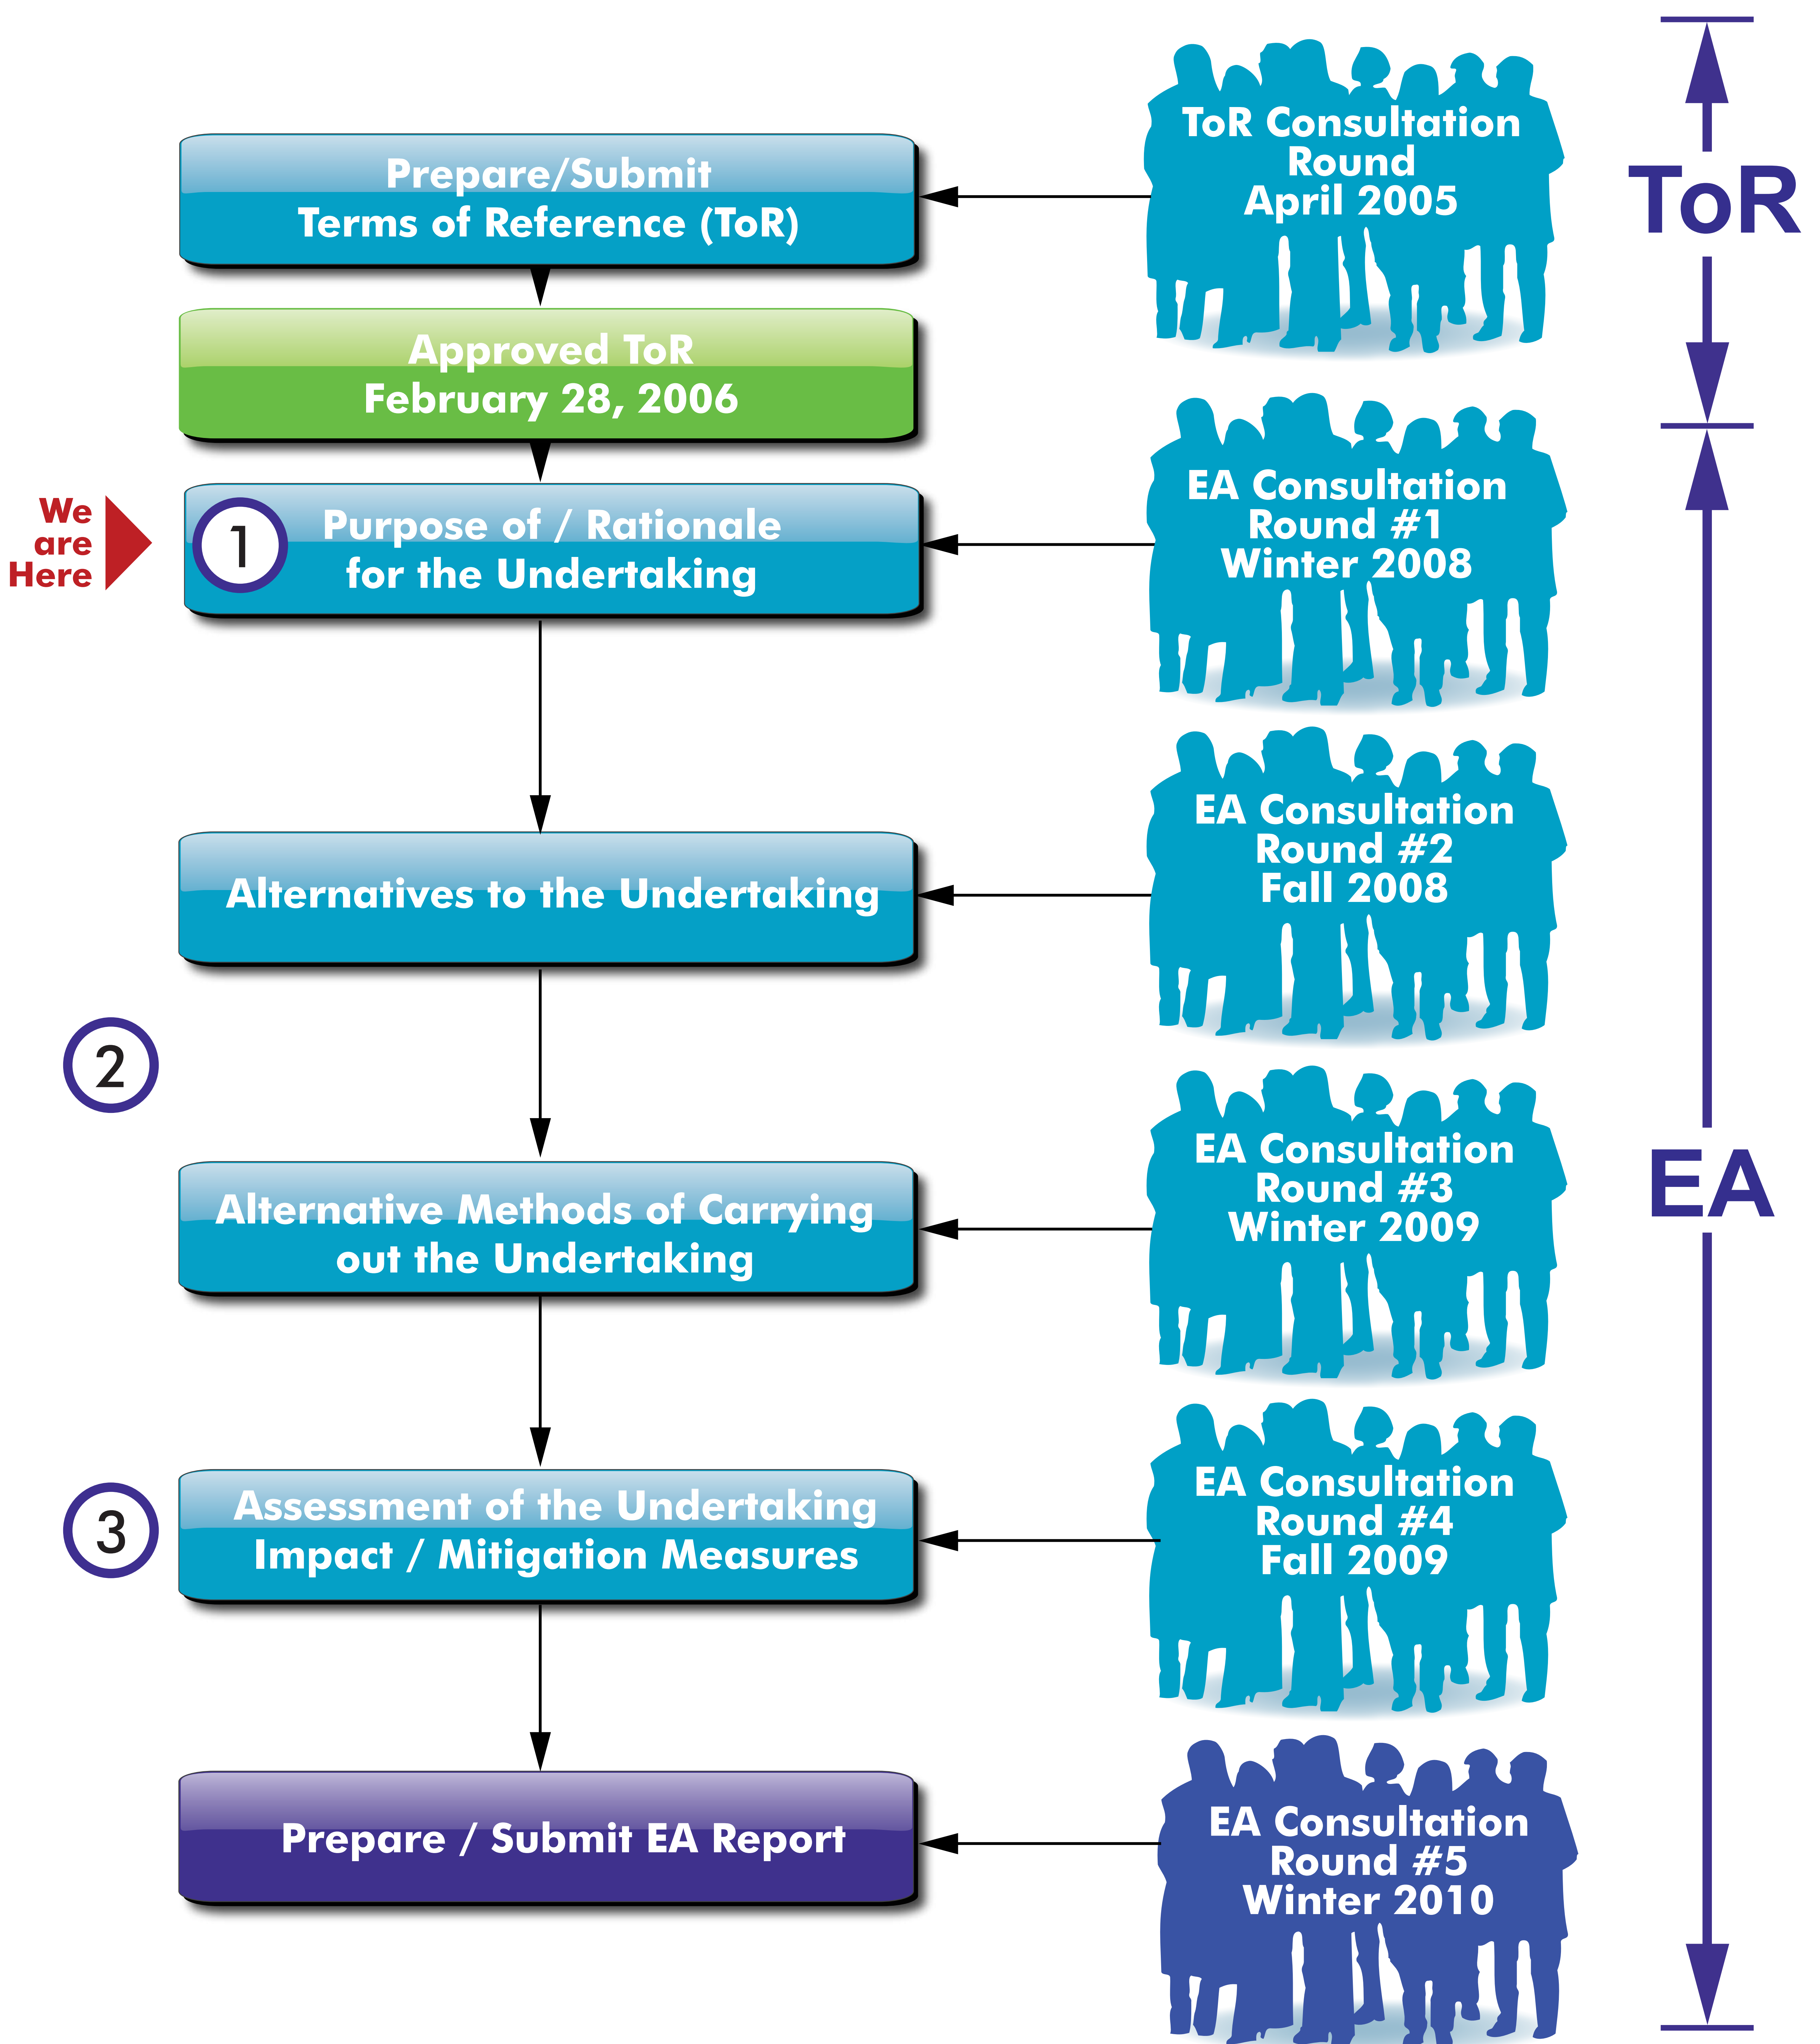 ToR Consultation
Round
April 2005
ToR
Prepare/Submit
Terms of Reference (ToR)
Approved ToR
February 28, 2006
We
are
Here
1
Purpose of / Rationale
for the Undertaking
EA Consultation
Round #1
Winter 2008
Alternatives to the Undertaking
EA Consultation
Round #2
Fall 2008
2
EA
Alternative Methods of Carrying
out the Undertaking
EA Consultation
Round #3
Winter 2009
3
Assessment of the Undertaking
Impact / Mitigation Measures
EA Consultation
Round #4
Fall 2009
Prepare / Submit EA Report
EA Consultation
Round #5
Winter 2010